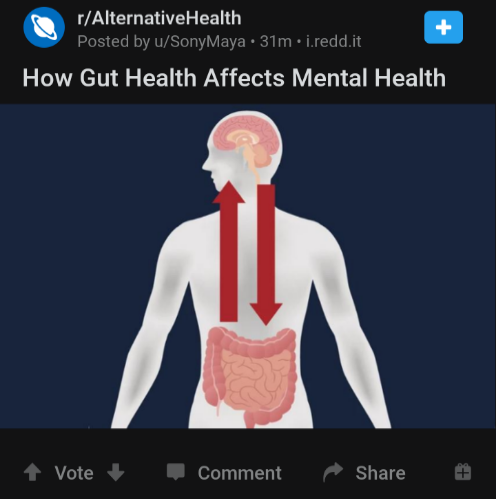 r/AlternativeHealth
Posted by u/SonyMaya • 31m • i.redd.it
How Gut Health Affects Mental Health
Vote
Comment
Share